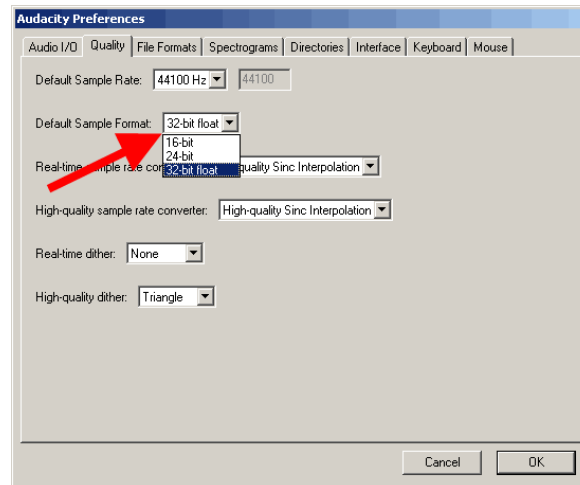 Audacity Preferences
Audio I/O Quality File Formats Spectrograms Directories Interface Keyboard Mouse
Default Sample Rate: 44100 Hz 44100
Default Sample Format: 32-bit float
16-bit
24-bit
32-bit float
Real-time sample rate quality Sinc Interpolation
High-quality sample rate converter: High-quality Sinc Interpolation
Real-time dither: None
High-quality dither: Triangle
Cancel OK